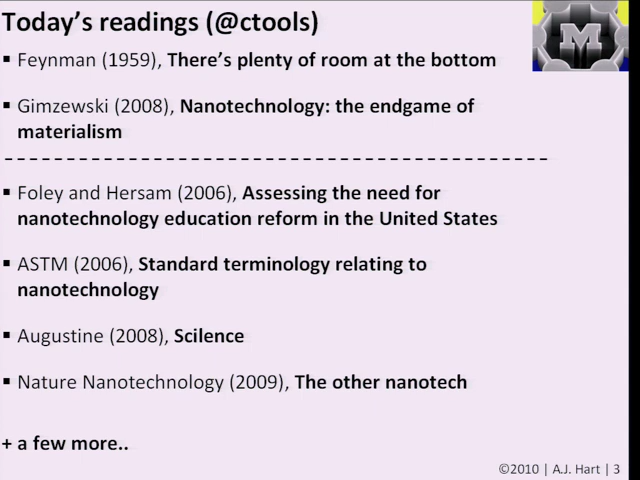 Today's readings (@ctools)
▪ Feynman (1959), There's plenty of room at the bottom
▪ Gimzewski (2008), Nanotechnology: the endgame of
materialism
▪ Foley and Hersam (2006), Assessing the need for
nanotechnology education reform in the United States
▪ ASTM (2006), Standard terminology relating to
nanotechnology
▪ Augustine (2008), Scilence
▪ Nature Nanotechnology (2009), The other nanotech
+ a few more..
©2010 | A.J. Hart | 3
M